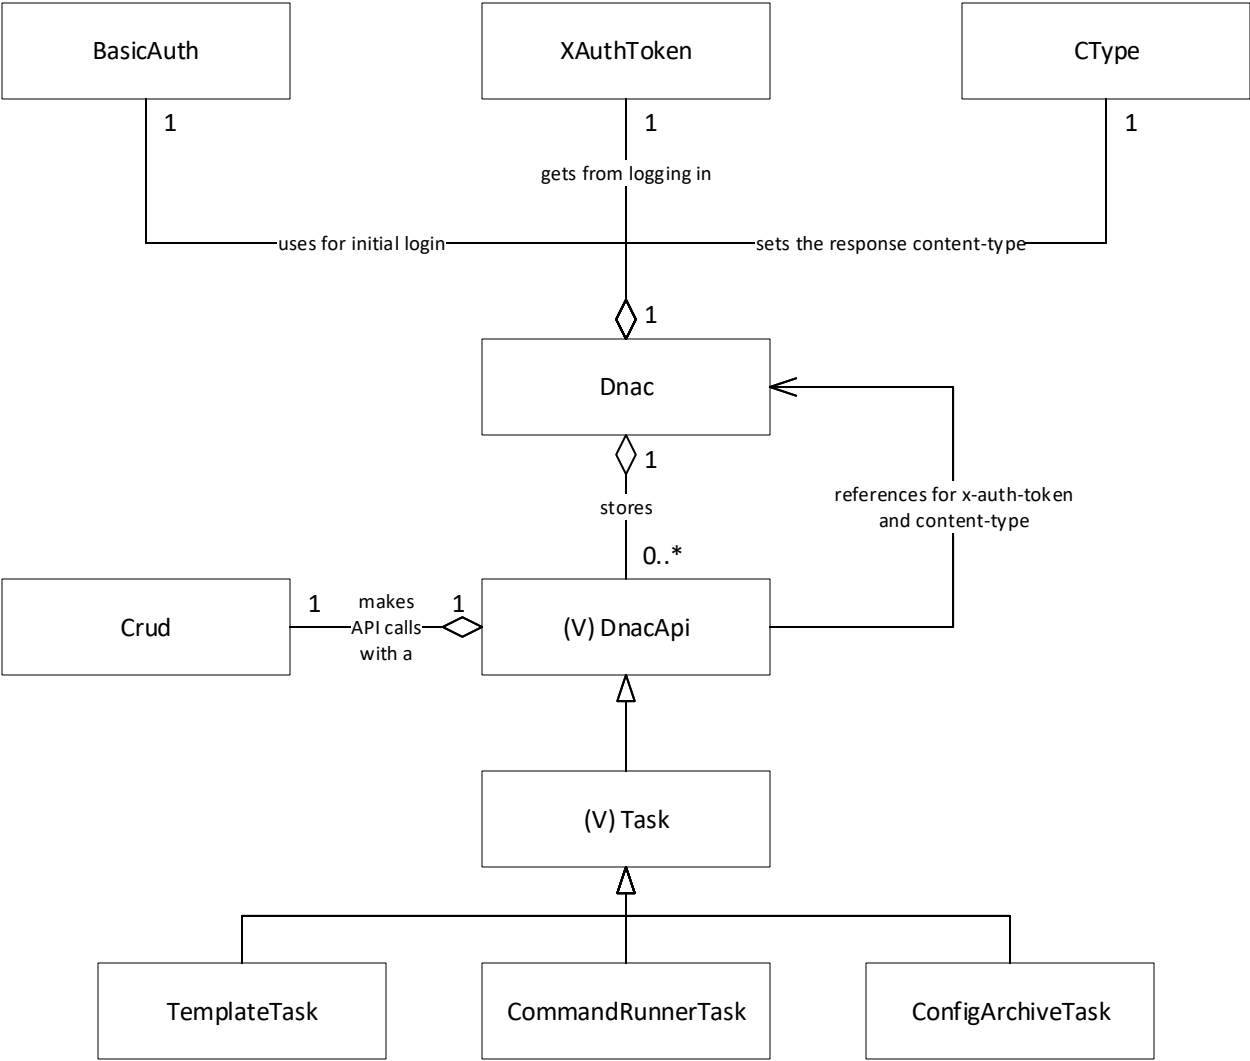 BasicAuth
XAuthToken
CType
1
1
1
gets from logging in
uses for initial login
sets the response content-type
1
Dnac
1
stores
references for x-auth-token
and content-type
0..*
Crud
1
makes
API calls
with a
1
(V) DnacApi
(V) Task
TemplateTask
CommandRunnerTask
ConfigArchiveTask